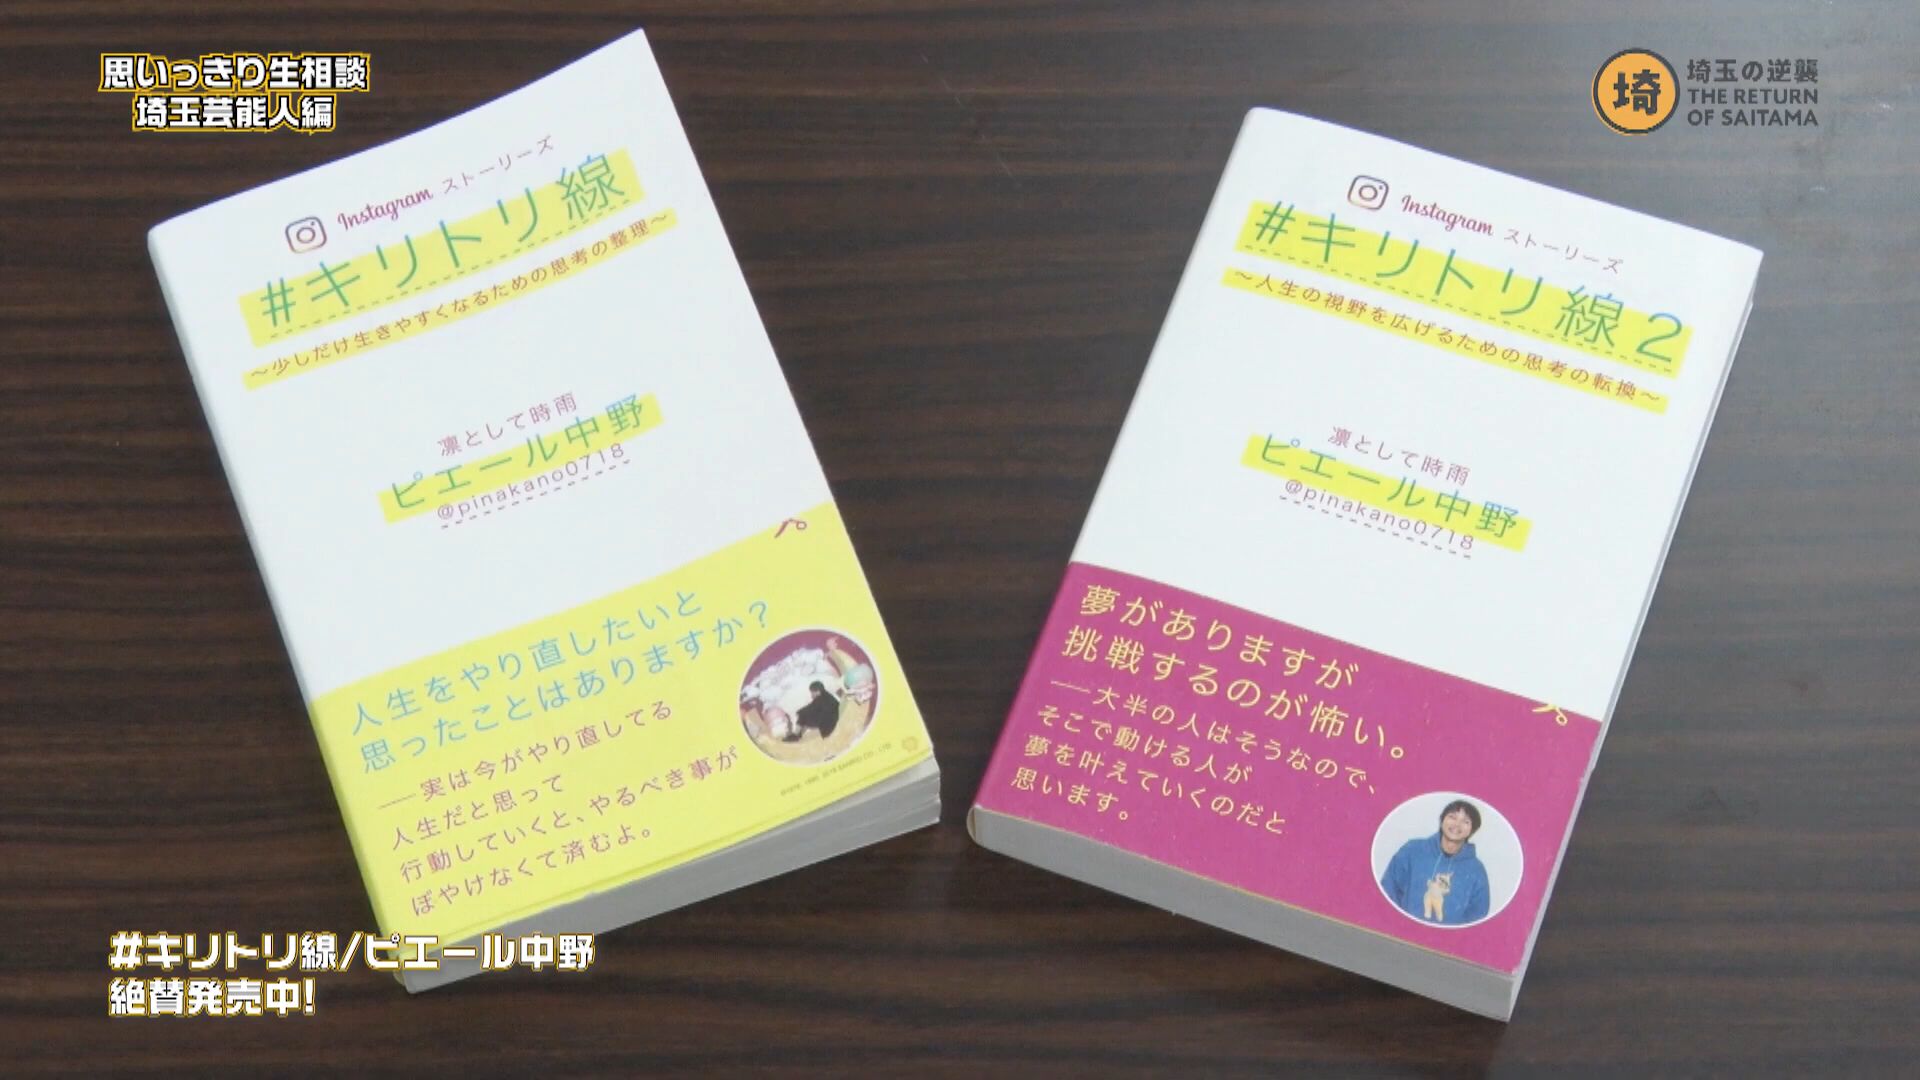 思いっきり生相談
埼玉芸能人編
埼
埼玉の逆襲
THE RETURN
OF SAITAMA
Instagram ストーリーズ
#キリトリ線
〜少しだけ生きやすくなるための思考の整理〜
凛として時雨
ピエール中野
@pinakano0718
人生をやり直したいと
思ったことはありますか？
──実は今がやり直してる
人生だと思って
行動していくと、やるべき事が
ぼやけなくて済むよ。
Instagram ストーリーズ
#キリトリ線2
〜人生の視野を広げるための思考の転換〜
凛として時雨
ピエール中野
@pinakano0718
夢がありますが
挑戦するのが怖い。
──大半の人はそうなので、
そこで動ける人が
夢を叶えていくのだと
思います。
#キリトリ線/ピエール中野
絶賛発売中!